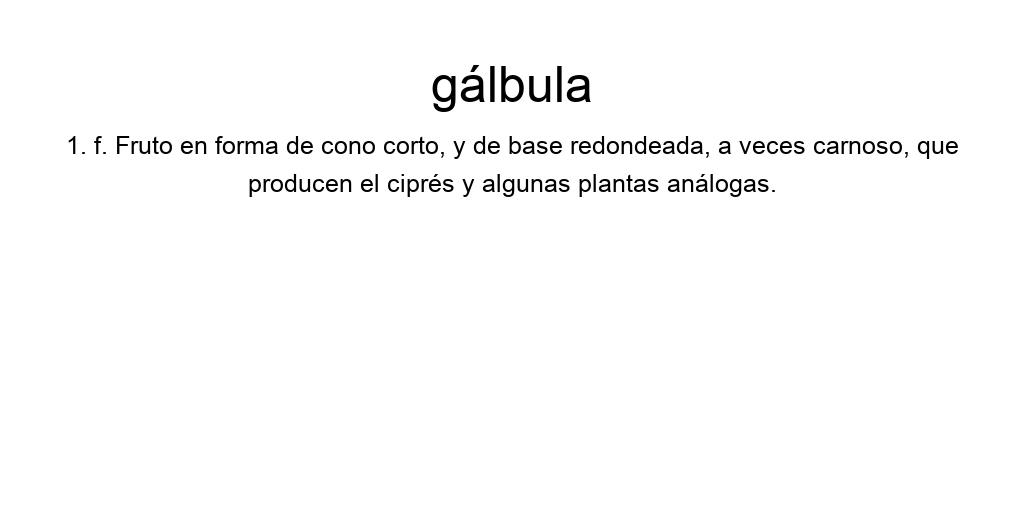 gálbula
1. f. Fruto en forma de cono corto, y de base redondeada, a veces carnoso, que
producen el ciprés y algunas plantas análogas.